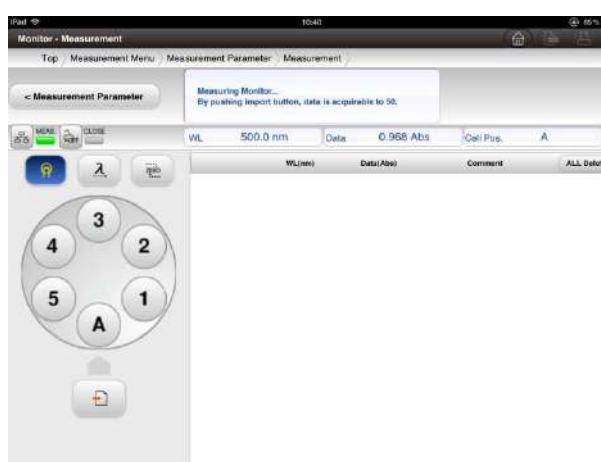 iPad 10:40 65%
Monitor - Measurement
Top Measurement Menu Measurement Parameter Measurement
< Measurement Parameter
Measuring Monitor...
By pushing import button, data is acquirable to 50.
MEAS. CLOSE
WL 500.0 nm Data 0.968 Abs Cell Pos. A
WL(nm) Data(Abs) Comment ALL Delet
λ
3
4 2
5 1
A